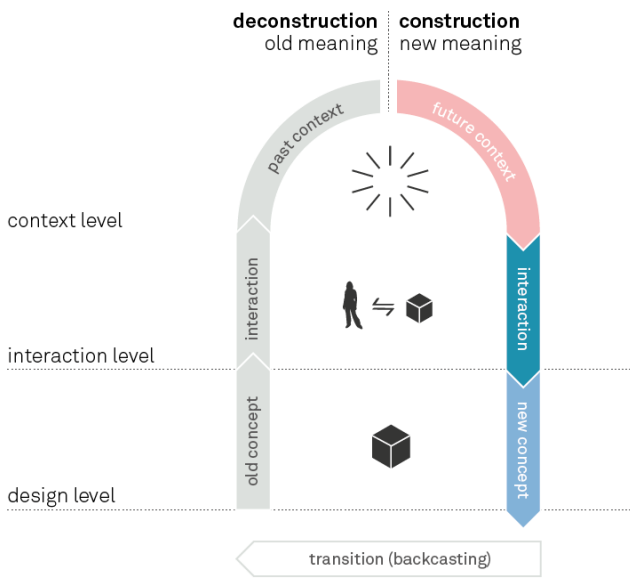 deconstruction
old meaning
construction
new meaning
past context
future context
context level
interaction
interaction
interaction level
old concept
new concept
design level
transition (backcasting)